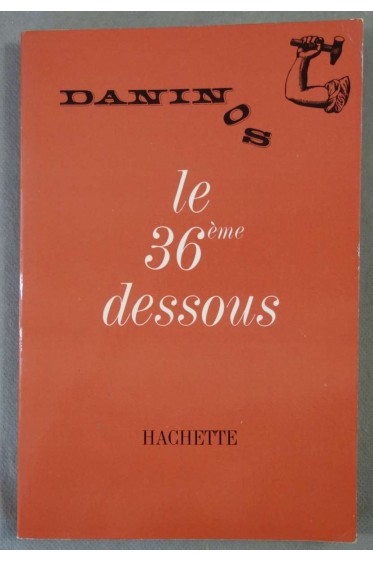 DANINOS
le
36ème
dessous
HACHETTE